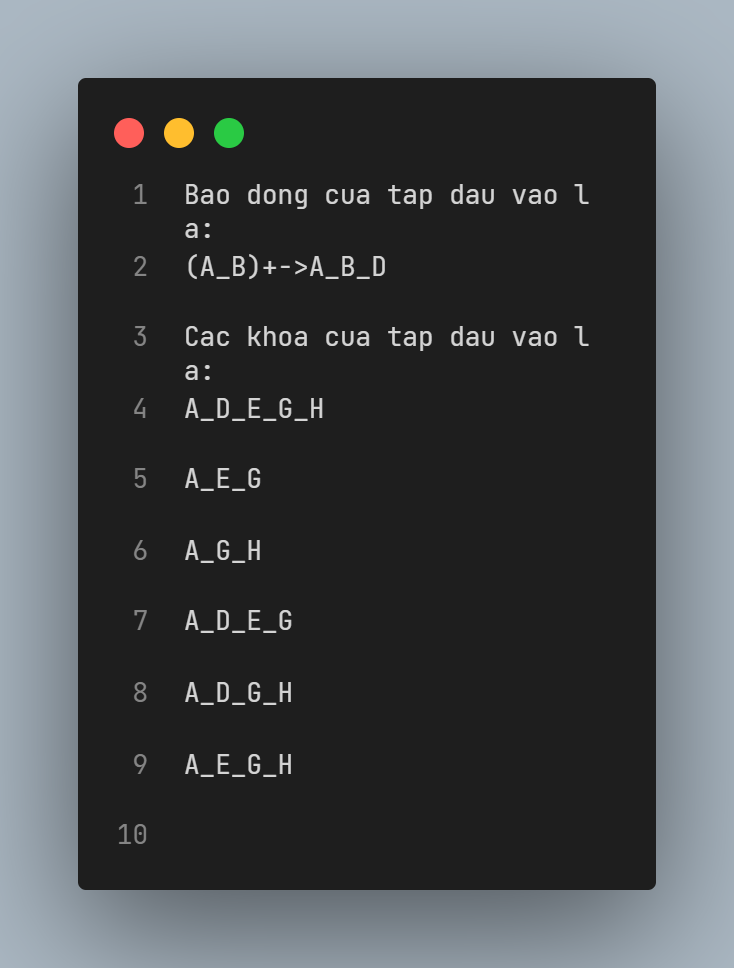 1 Bao dong cua tap dau vao l
a:
2 (A_B)+->A_B_D
3 Cac khoa cua tap dau vao l
a:
4 A_D_E_G_H
5 A_E_G
6 A_G_H
7 A_D_E_G
8 A_D_G_H
9 A_E_G_H
10